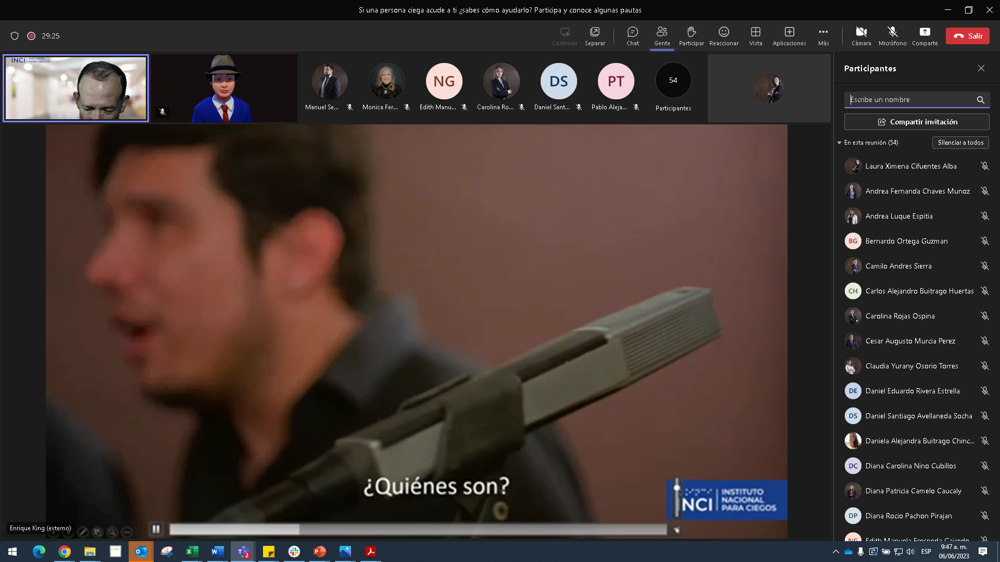 Si una persona ciega acude a ti ¿sabes cómo ayudarlo? Participa y conoce algunas pautas
29:25
Controlar
Separar
Chat
Gente
Participar
Reaccionar
Vista
Aplicaciones
Más
Cámara
Micrófono
Comparte
Salir
INCI NACIONAL
PARA CIEGOS
NG
DS
PT
54
Manuel Se...
Monica Fer...
Edith Manu...
Carolina Ro...
Daniel Sant...
Pablo Aleja...
Participantes
¿Quiénes son?
INCI
INSTITUTO
NACIONAL
PARA CIEGOS
Enrique King (externo)
Participantes
Escribe un nombre
Compartir invitación
En esta reunión (54)
Silenciar a todos
Laura Ximena Cifuentes Alba
Andrea Fernanda Chaves Munoz
Andrea Luque Espitia
BG Bernardo Ortega Guzman
Camilo Andres Sierra
CH Carlos Alejandro Buitrago Huertas
Carolina Rojas Ospina
Cesar Augusto Murcia Perez
Claudia Yurany Osorio Torres
DE Daniel Eduardo Rivera Estrella
DS Daniel Santiago Avellaneda Socha
Daniela Alejandra Buitrago Chinc...
DC Diana Carolina Nino Cubillos
Diana Patricia Camelo Caucaly
DP Diana Rocio Pachon Pirajan
NG Edith Manuela Fresneda Caicedo
2
ESP
9:47 a. m.
06/06/2023